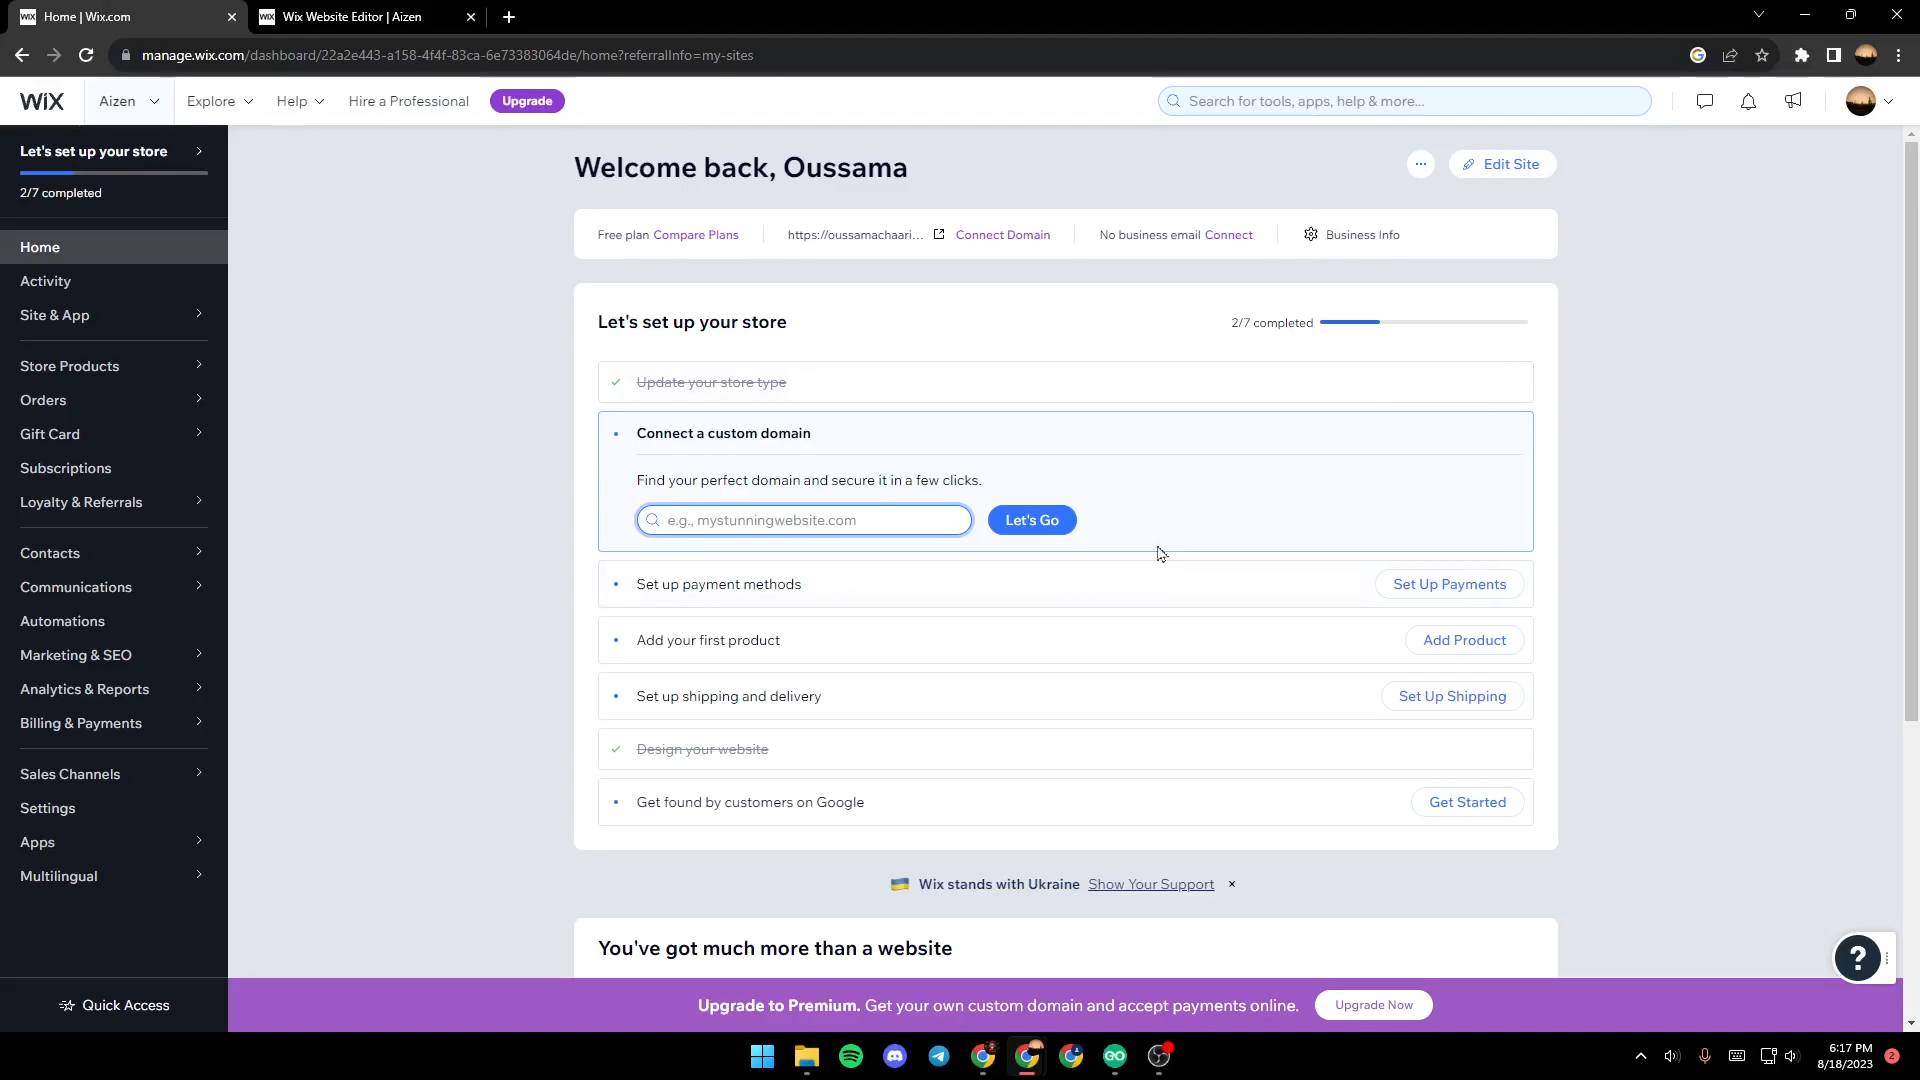 Home | Wix.com
Wix Website Editor | Aizen
manage.wix.com/dashboard/22a2e443-a158-4f4f-83ca-6e73383064de/home?referralInfo=my-sites
WIX
Aizen
Explore
Help
Hire a Professional
Upgrade
Search for tools, apps, help & more...
Let's set up your store
2/7 completed
Home
Activity
Site & App
Store Products
Orders
Gift Card
Subscriptions
Loyalty & Referrals
Contacts
Communications
Automations
Marketing & SEO
Analytics & Reports
Billing & Payments
Sales Channels
Settings
Apps
Multilingual
Quick Access
Welcome back, Oussama
Edit Site
Free plan Compare Plans
https://oussamachaari... Connect Domain
No business email Connect
Business Info
Let's set up your store
2/7 completed
Update your store type
Connect a custom domain
Find your perfect domain and secure it in a few clicks.
e.g., mystunningwebsite.com
Let's Go
Set up payment methods
Set Up Payments
Add your first product
Add Product
Set up shipping and delivery
Set Up Shipping
Design your website
Get found by customers on Google
Get Started
Wix stands with Ukraine Show Your Support
You've got much more than a website
?
Upgrade to Premium. Get your own custom domain and accept payments online.
Upgrade Now
6:17 PM
8/18/2023
2